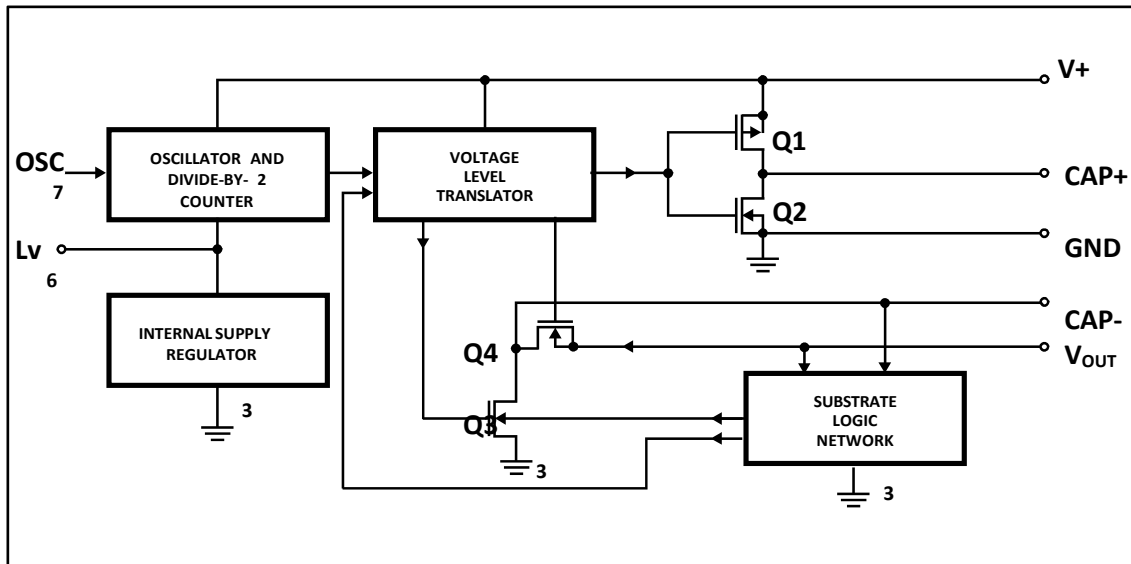 V+
Q1
OSC
7
OSCILLATOR AND
DIVIDE-BY- 2
COUNTER
VOLTAGE
LEVEL
TRANSLATOR
CAP+
Q2
GND
Lv
6
INTERNAL SUPPLY
REGULATOR
3
CAP-
Q4
VOUT
Q3
3
SUBSTRATE
LOGIC
NETWORK
3